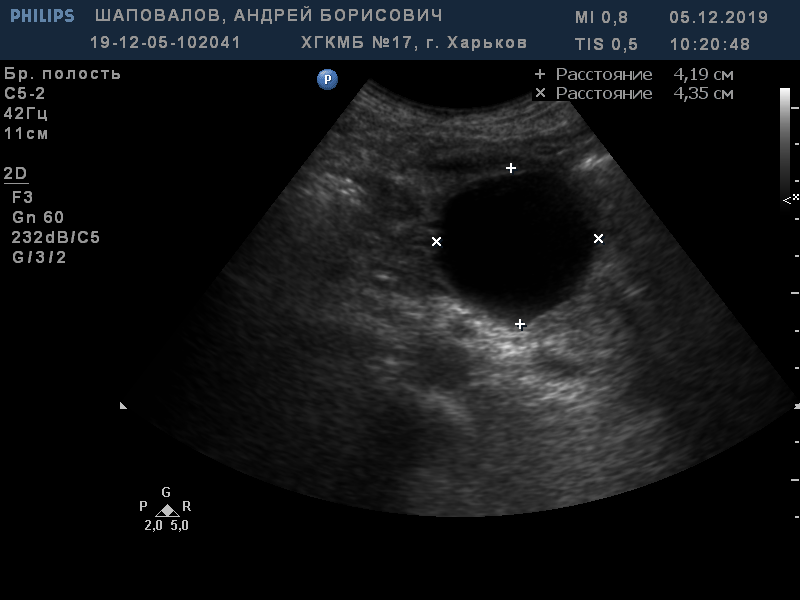 PHILIPS ШАПОВАЛОВ, АНДРЕЙ БОРИСОВИЧ MI 0,8 05.12.2019
19-12-05-102041 ХГКМБ №17, г. Харьков TIS 0,5 10:20:48
Бр. полость
C5-2
42Гц
11см
P
+ Расстояние 4,19 см
× Расстояние 4,35 см
2D
F3
Gn 60
232dB/C5
G/3/2
G
P R
2,0 5,0